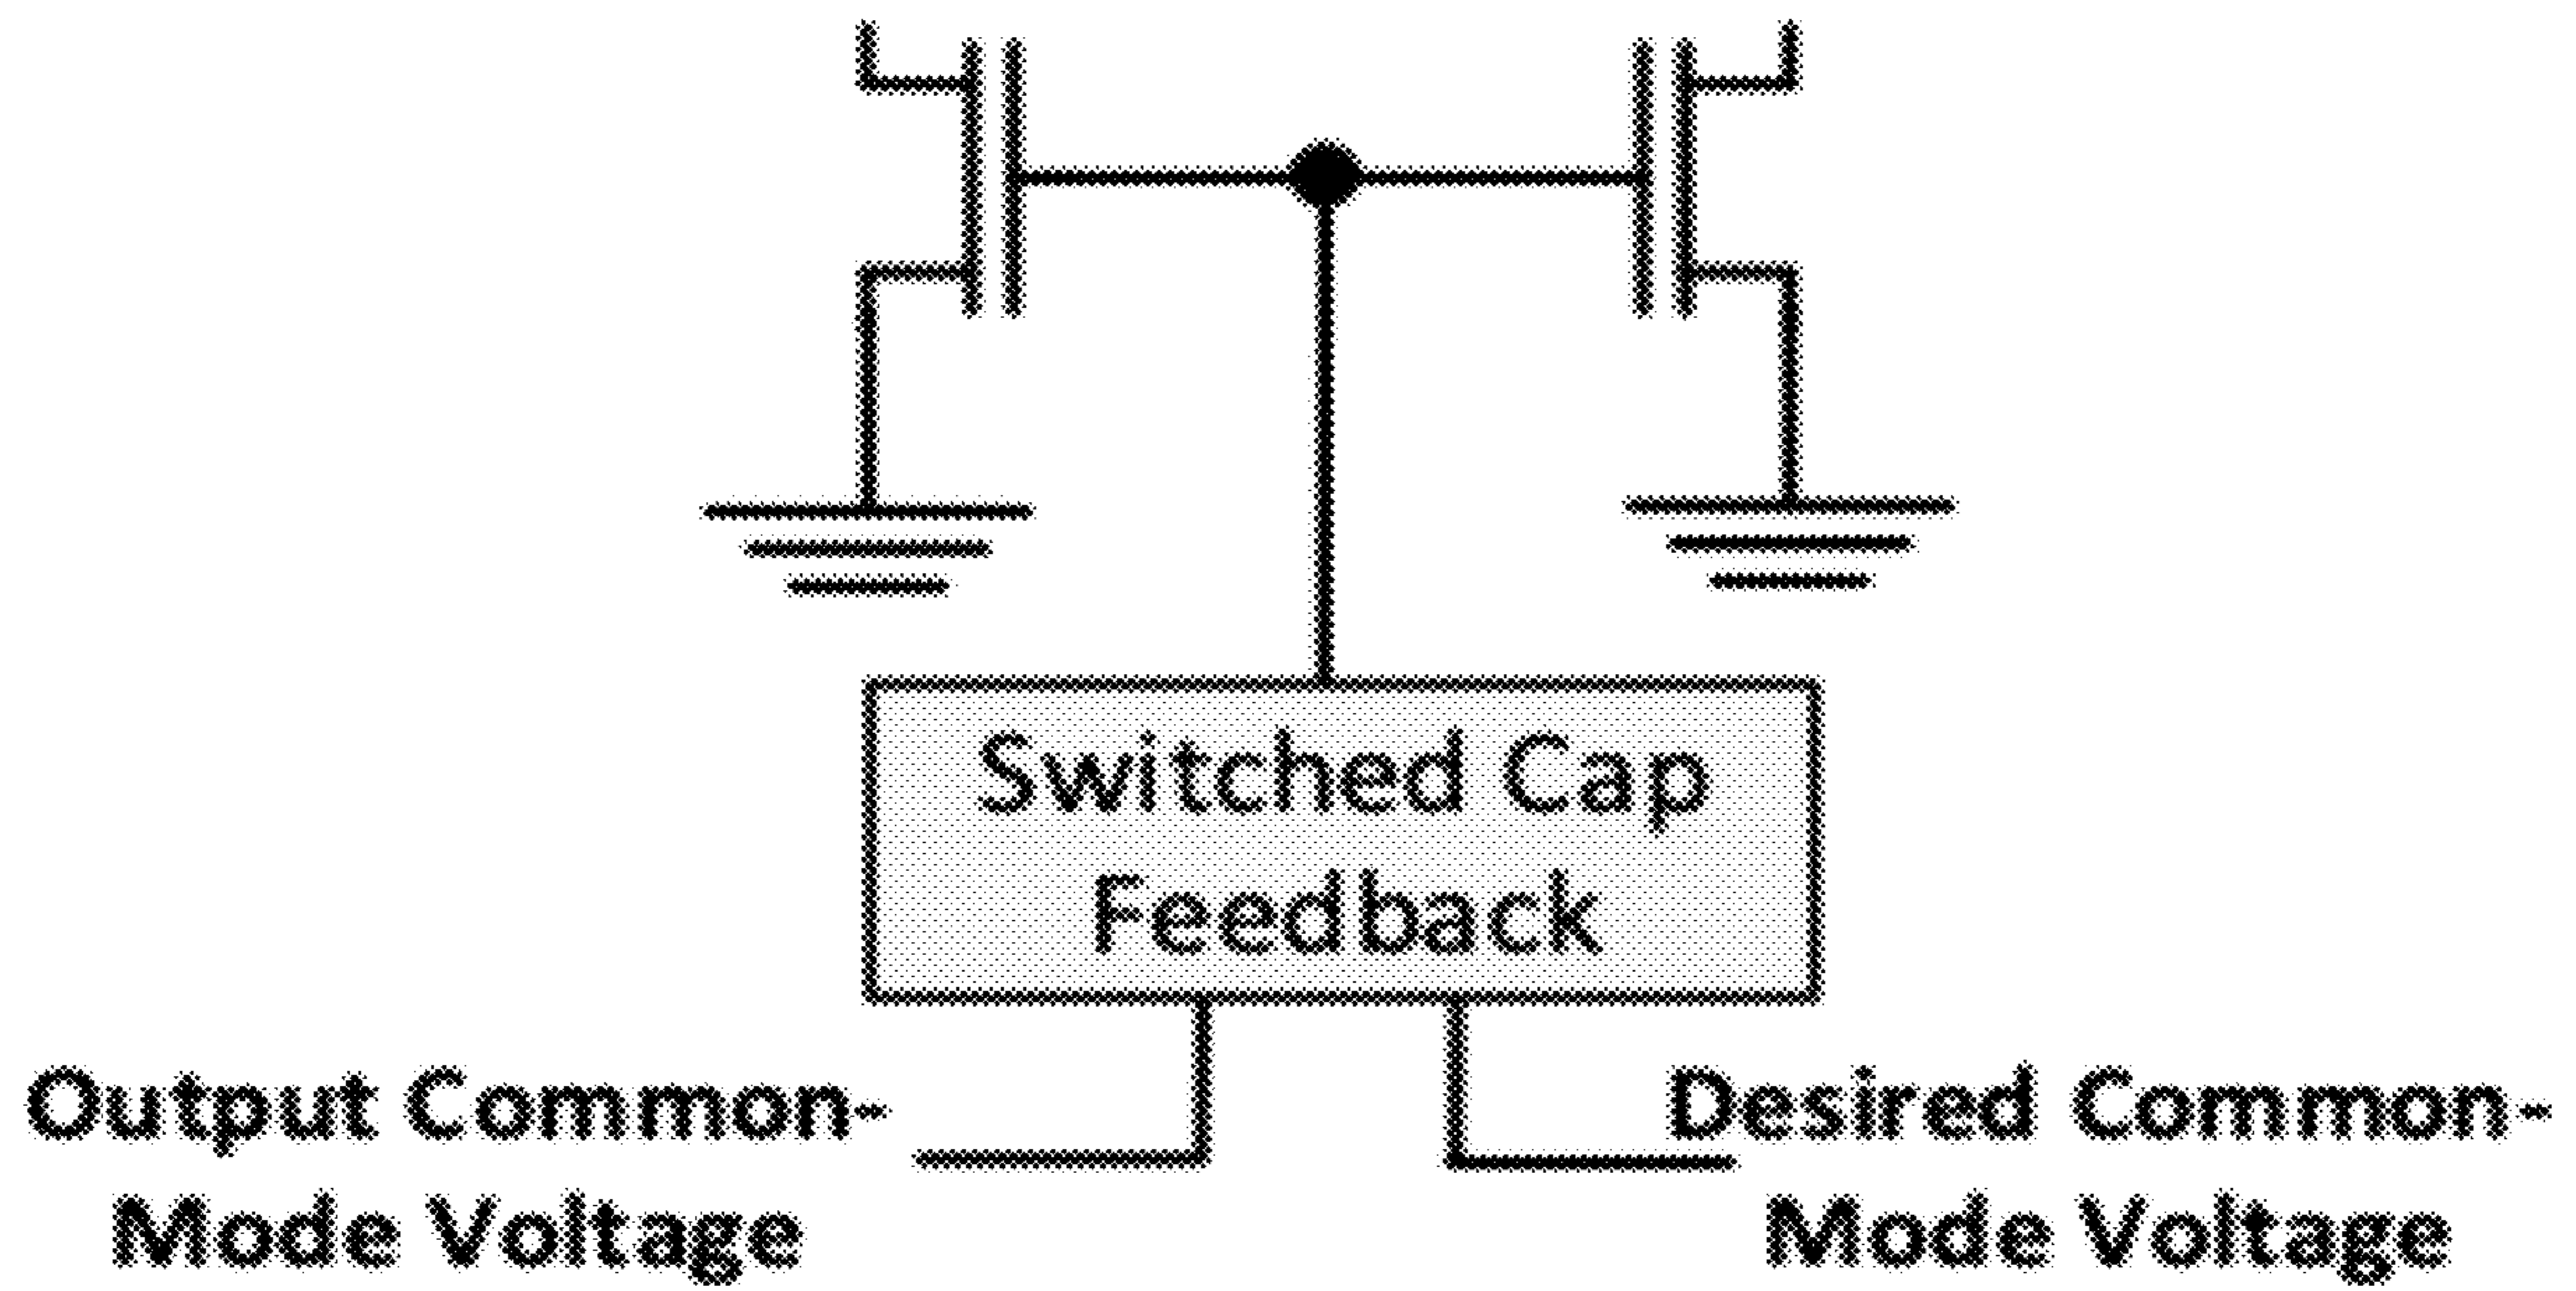 Switched Cap
Feedback
Output Common-
Mode Voltage
Desired Common-
Mode Voltage